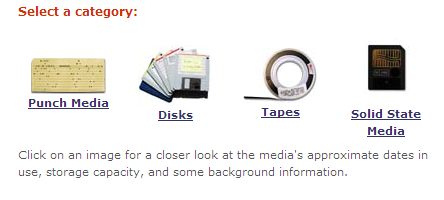 Select a category:
Punch Media
Disks
Tapes
Solid State
Media
Click on an image for a closer look at the media's approximate dates in
use, storage capacity, and some background information.